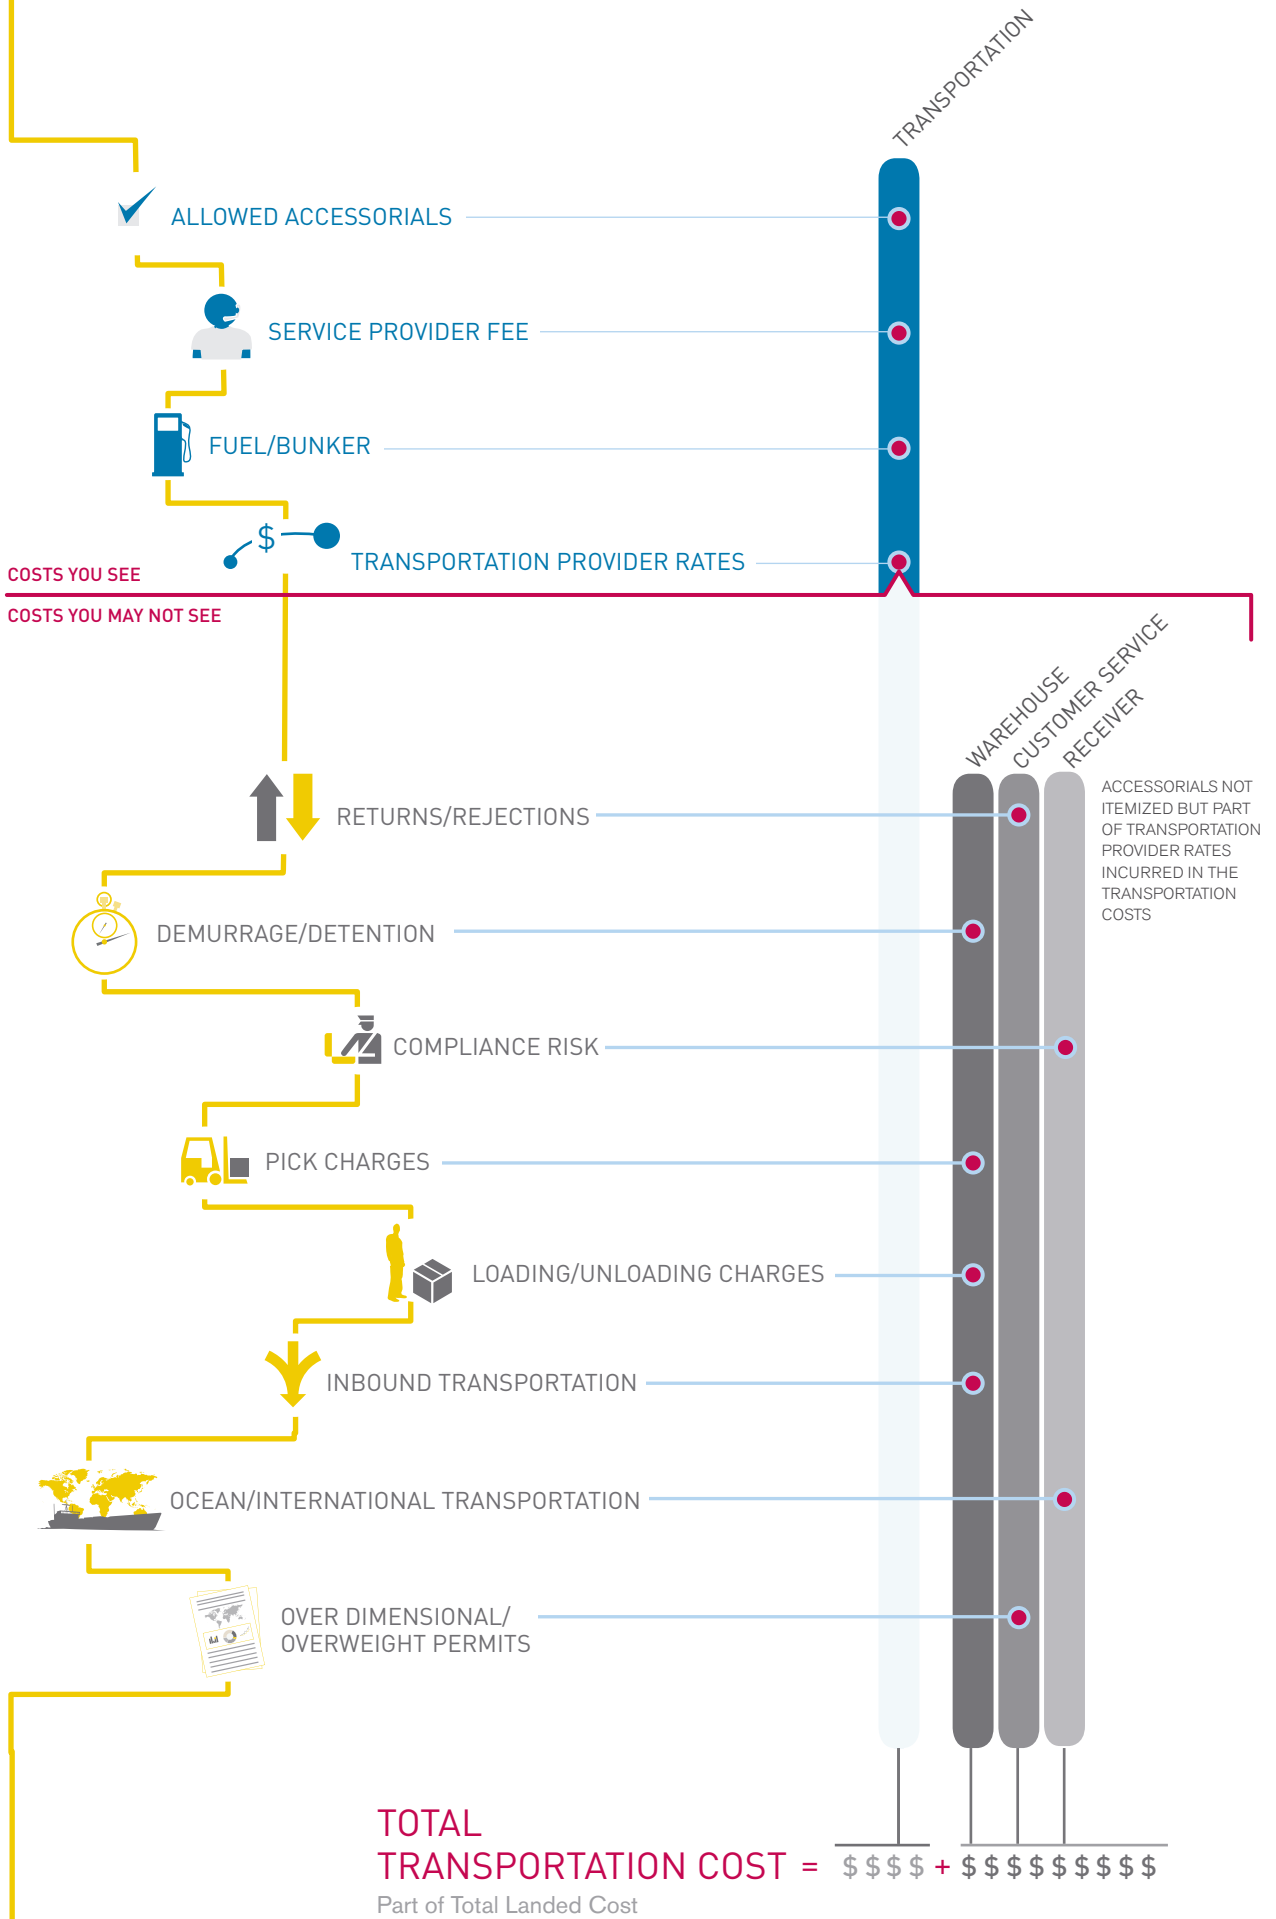 TRANSPORTATION
ALLOWED ACCESSORIALS
SERVICE PROVIDER FEE
FUEL/BUNKER
$
TRANSPORTATION PROVIDER RATES
COSTS YOU SEE
COSTS YOU MAY NOT SEE
WAREHOUSE
CUSTOMER SERVICE
RECEIVER
RETURNS/REJECTIONS
ACCESSORIALS NOT
ITEMIZED BUT PART
OF TRANSPORTATION
PROVIDER RATES
INCURRED IN THE
TRANSPORTATION
COSTS
DEMURRAGE/DETENTION
COMPLIANCE RISK
PICK CHARGES
LOADING/UNLOADING CHARGES
INBOUND TRANSPORTATION
OCEAN/INTERNATIONAL TRANSPORTATION
OVER DIMENSIONAL/
OVERWEIGHT PERMITS
TOTAL
TRANSPORTATION COST = $$$$ + $$$$$$$$$
Part of Total Landed Cost